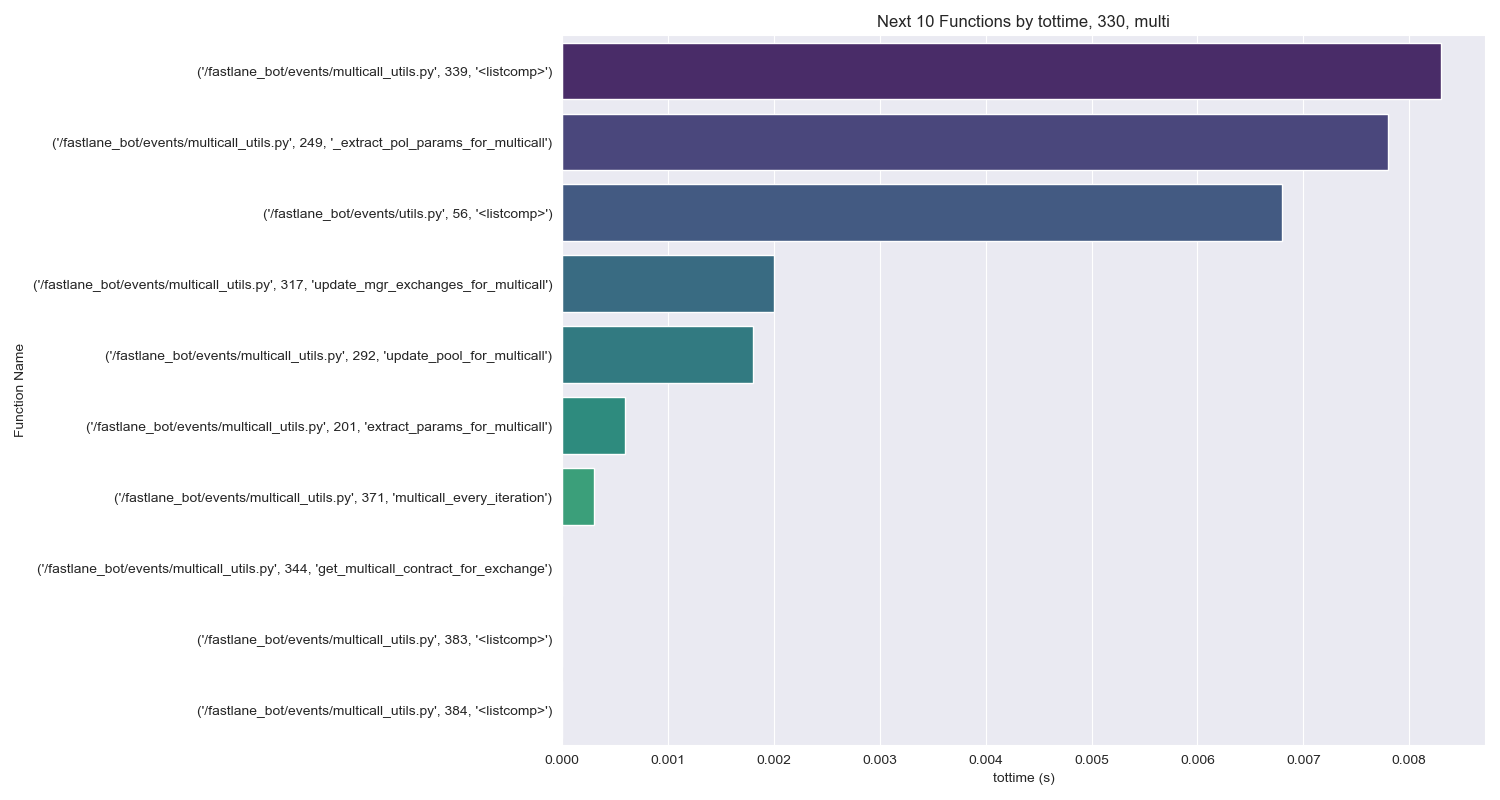 Next 10 Functions by tottime, 330, multi
('/fastlane_bot/events/multicall_utils.py', 339, '<listcomp>')
('/fastlane_bot/events/multicall_utils.py', 249, '_extract_pol_params_for_multicall')
('/fastlane_bot/events/utils.py', 56, '<listcomp>')
('/fastlane_bot/events/multicall_utils.py', 317, 'update_mgr_exchanges_for_multicall')
('/fastlane_bot/events/multicall_utils.py', 292, 'update_pool_for_multicall')
('/fastlane_bot/events/multicall_utils.py', 201, 'extract_params_for_multicall')
('/fastlane_bot/events/multicall_utils.py', 371, 'multicall_every_iteration')
('/fastlane_bot/events/multicall_utils.py', 344, 'get_multicall_contract_for_exchange')
('/fastlane_bot/events/multicall_utils.py', 383, '<listcomp>')
('/fastlane_bot/events/multicall_utils.py', 384, '<listcomp>')
Function Name
0.000 0.001 0.002 0.003 0.004 0.005 0.006 0.007 0.008
tottime (s)